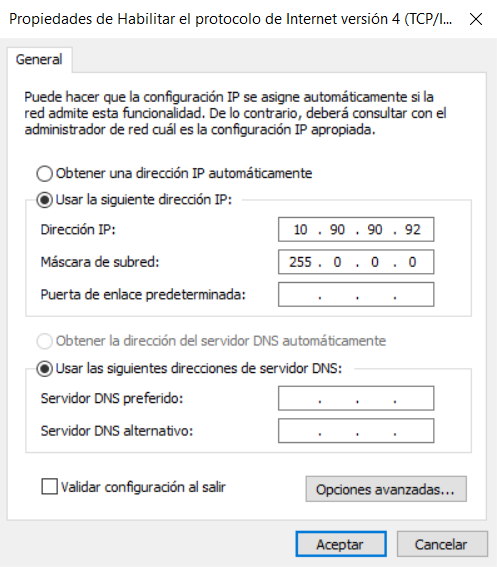 Propiedades de Habilitar el protocolo de Internet versión 4 (TCP/I...
General
Puede hacer que la configuración IP se asigne automáticamente si la
red admite esta funcionalidad. De lo contrario, deberá consultar con el
administrador de red cuál es la configuración IP apropiada.
Obtener una dirección IP automáticamente
Usar la siguiente dirección IP:
Dirección IP: 10 . 90 . 90 . 92
Máscara de subred: 255 . 0 . 0 . 0
Puerta de enlace predeterminada: . . .
Obtener la dirección del servidor DNS automáticamente
Usar las siguientes direcciones de servidor DNS:
Servidor DNS preferido: . . .
Servidor DNS alternativo: . . .
Validar configuración al salir
Opciones avanzadas...
Aceptar
Cancelar